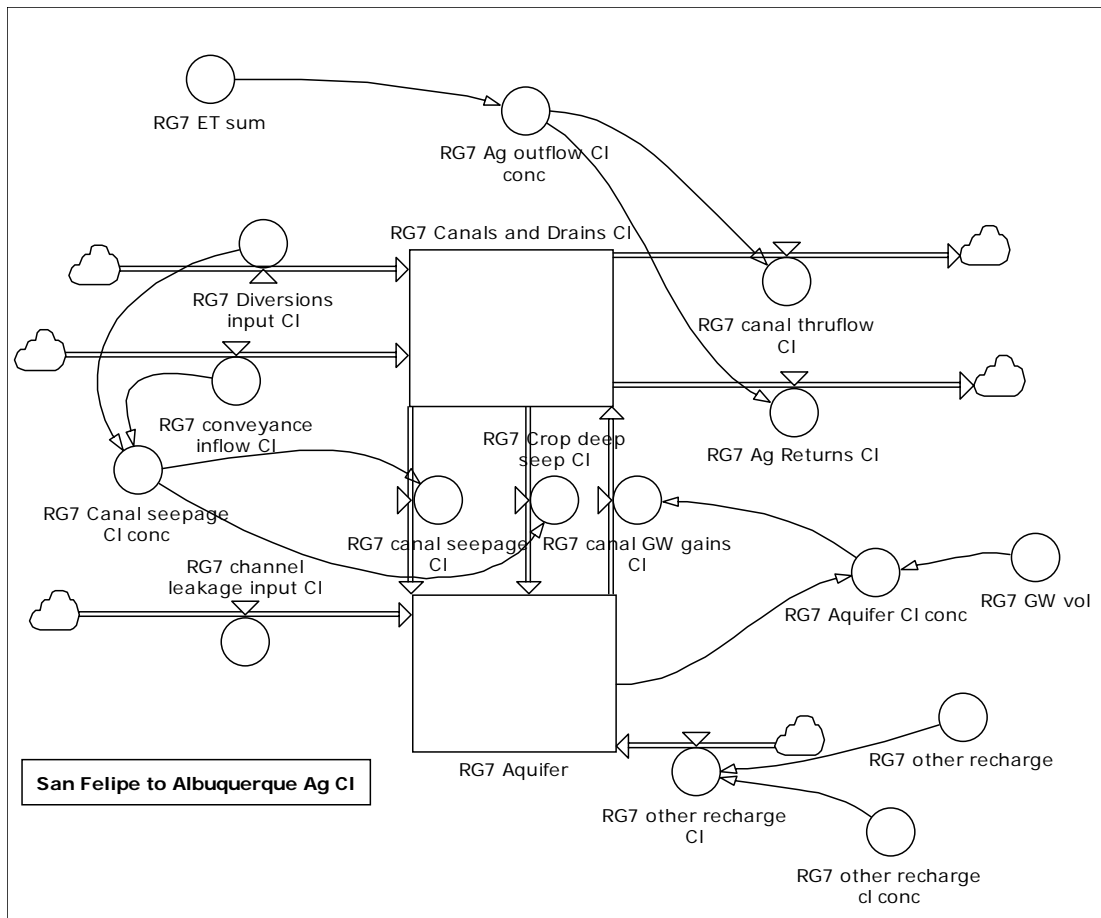 RG7 ET sum
RG7 Ag outflow Cl
conc
RG7 Canals and Drains Cl
RG7 Diversions
input Cl
RG7 canal thruflow
Cl
RG7 conveyance
inflow Cl
RG7 Crop deep
seep Cl
RG7 Ag Returns Cl
RG7 Canal seepage
Cl conc
RG7 canal seepage
Cl
RG7 canal GW gains
Cl
RG7 channel
leakage input Cl
RG7 Aquifer Cl conc
RG7 GW vol
RG7 Aquifer
RG7 other recharge
San Felipe to Albuquerque Ag Cl
RG7 other recharge
Cl
RG7 other recharge
cl conc